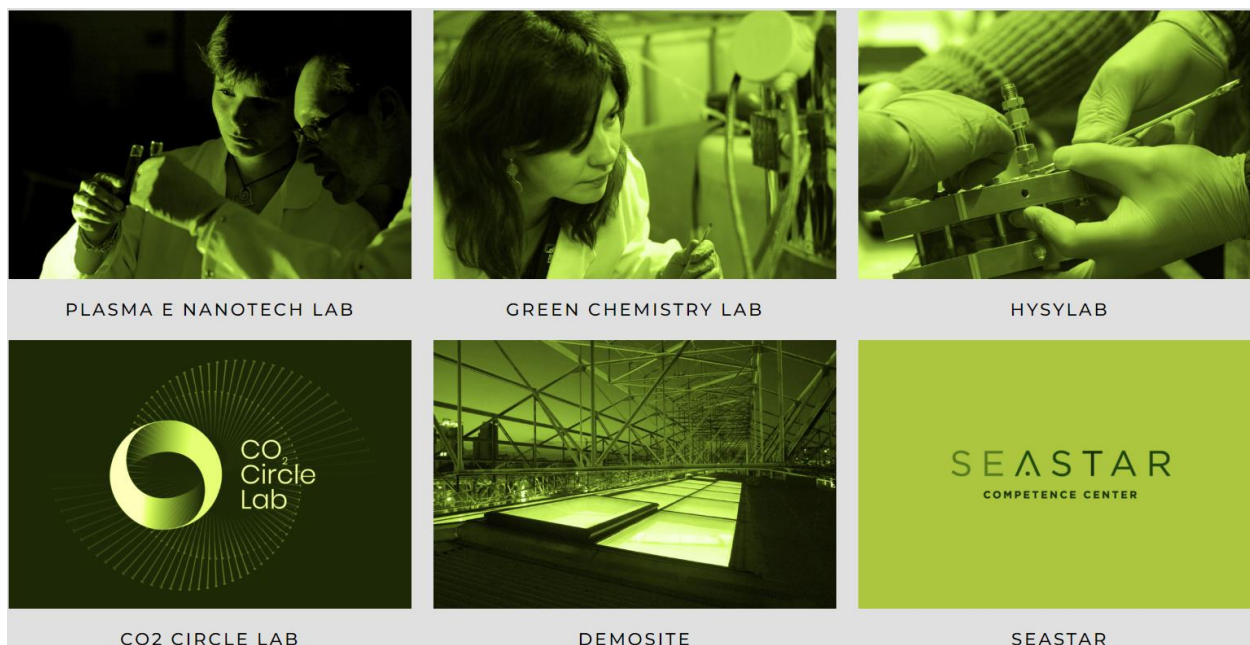 PLASMA E NANOTECH LAB
GREEN CHEMISTRY LAB
HYSYLAB
CO₂
Circle
Lab
SEASTAR
COMPETENCE CENTER
CO2 CIRCLE LAB
DEMOSITE
SEASTAR